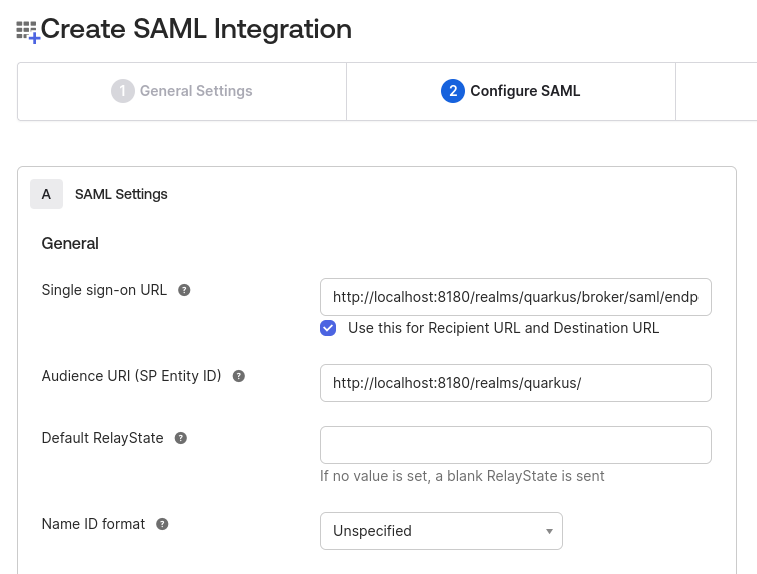 Create SAML Integration
1 General Settings
2 Configure SAML
A SAML Settings
General
Single sign-on URL ?
http://localhost:8180/realms/quarkus/broker/saml/endp
Use this for Recipient URL and Destination URL
Audience URI (SP Entity ID) ?
http://localhost:8180/realms/quarkus/
Default RelayState ?
If no value is set, a blank RelayState is sent
Name ID format ?
Unspecified